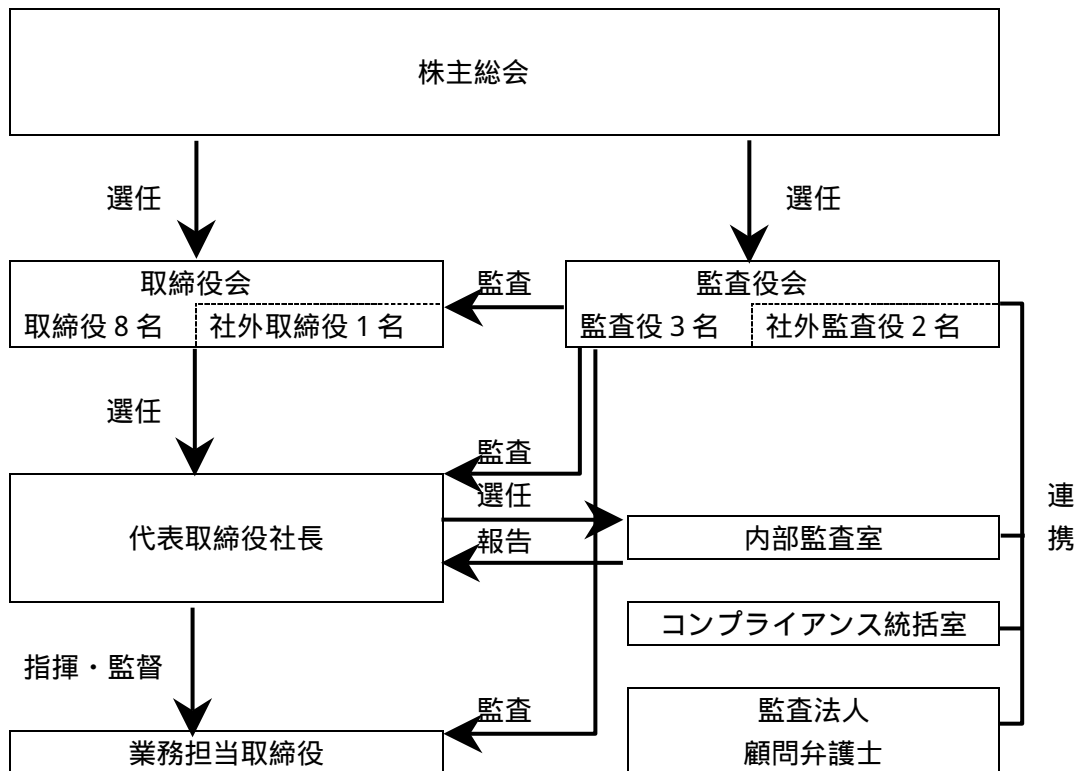 株主総会
選任
選任
取締役会
監査
監査役会
取締役8名
社外取締役1名
監査役3名
社外監査役2名
選任
監査
選任
代表取締役社長
報告
内部監査室
連
携
コンプライアンス統括室
指揮・監督
監査
監査法人
業務担当取締役
顧問弁護士